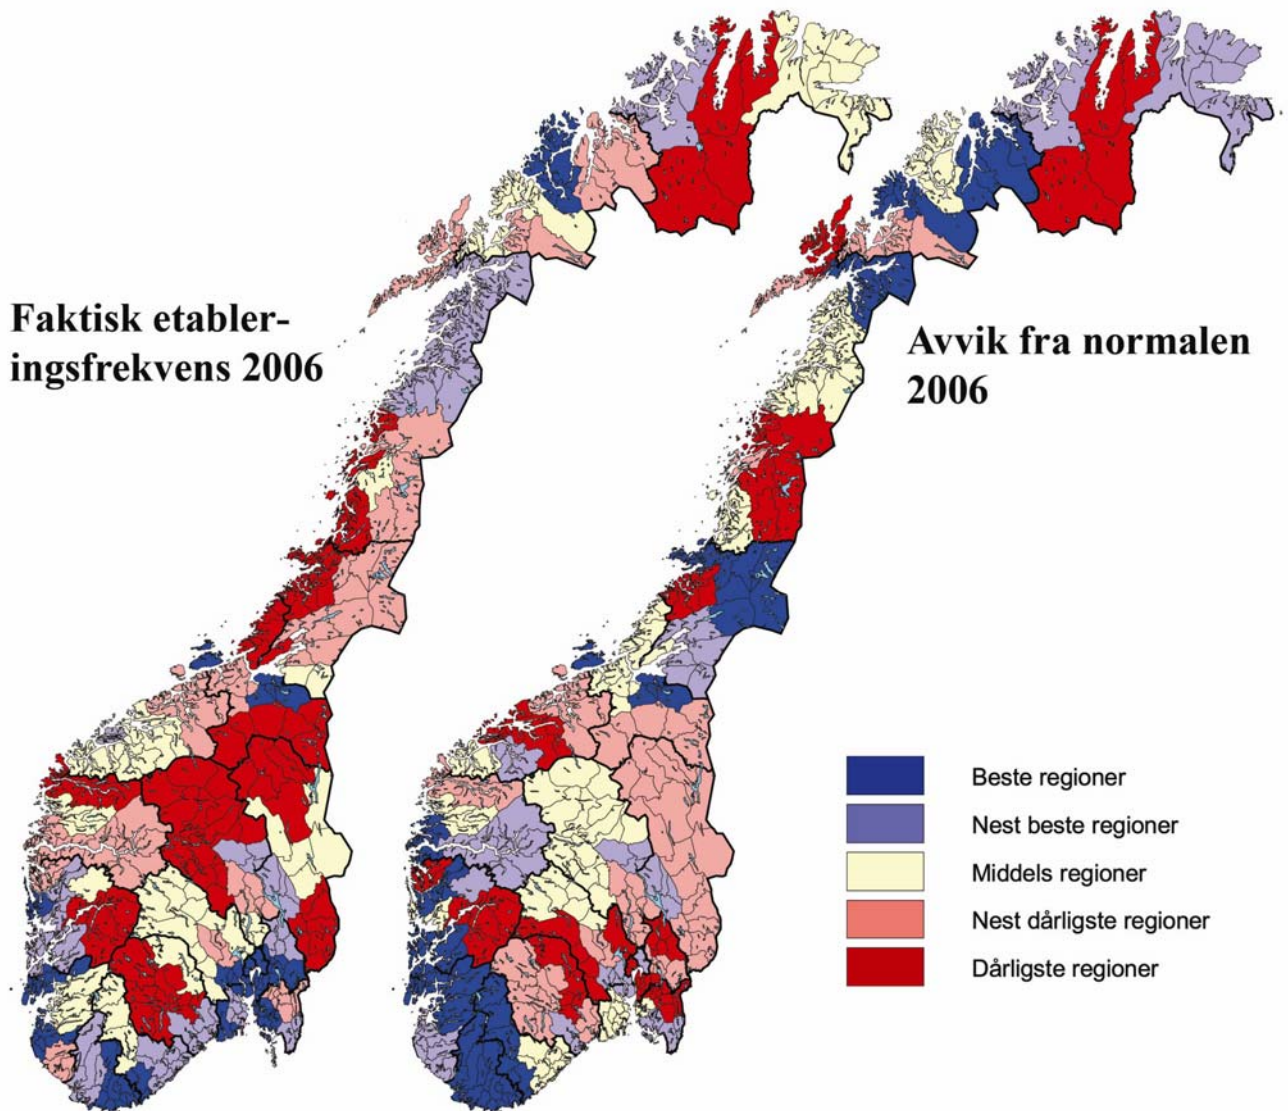 Faktisk etabler-
ingsfrekvens 2006
Avvik fra normalen
2006
Beste regioner
Nest beste regioner
Middels regioner
Nest dårligste regioner
Dårligste regioner